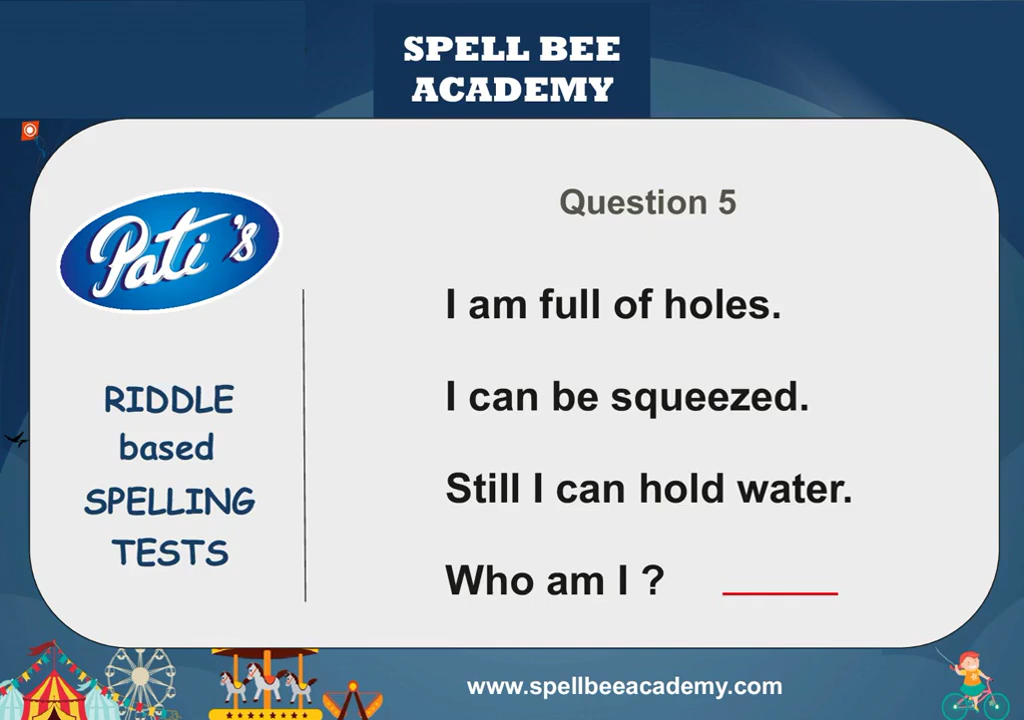 SPELL BEE
ACADEMY
Pati's
RIDDLE
based
SPELLING
TESTS
Question 5
I am full of holes.
I can be squeezed.
Still I can hold water.
Who am I ? ______
www.spellbeeacademy.com